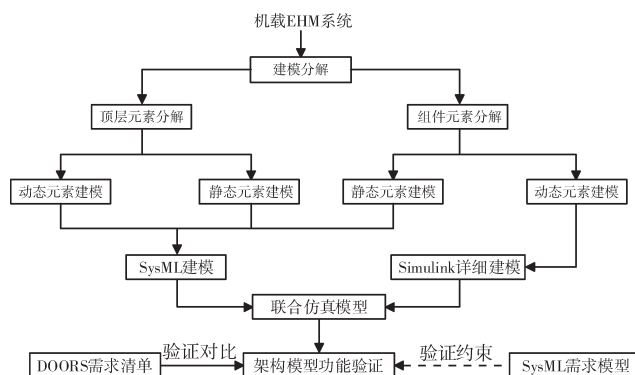 机载EHM系统
建模分解
顶层元素分解
组件元素分解
动态元素建模
静态元素建模
静态元素建模
动态元素建模
SysML建模
Simulink详细建模
联合仿真模型
DOORS需求清单
验证对比
架构模型功能验证
验证约束
SysML需求模型